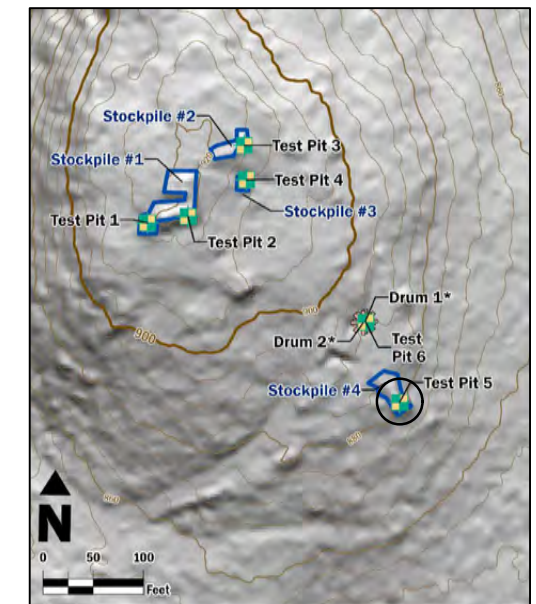 Stockpile #2
Test Pit 3
Stockpile #1
Test Pit 4
Stockpile #3
Test Pit 1
Test Pit 2
Drum 1*
900
Drum 2*
Test
Pit 6
Test Pit 5
Stockpile #4
N
0 50 100
Feet